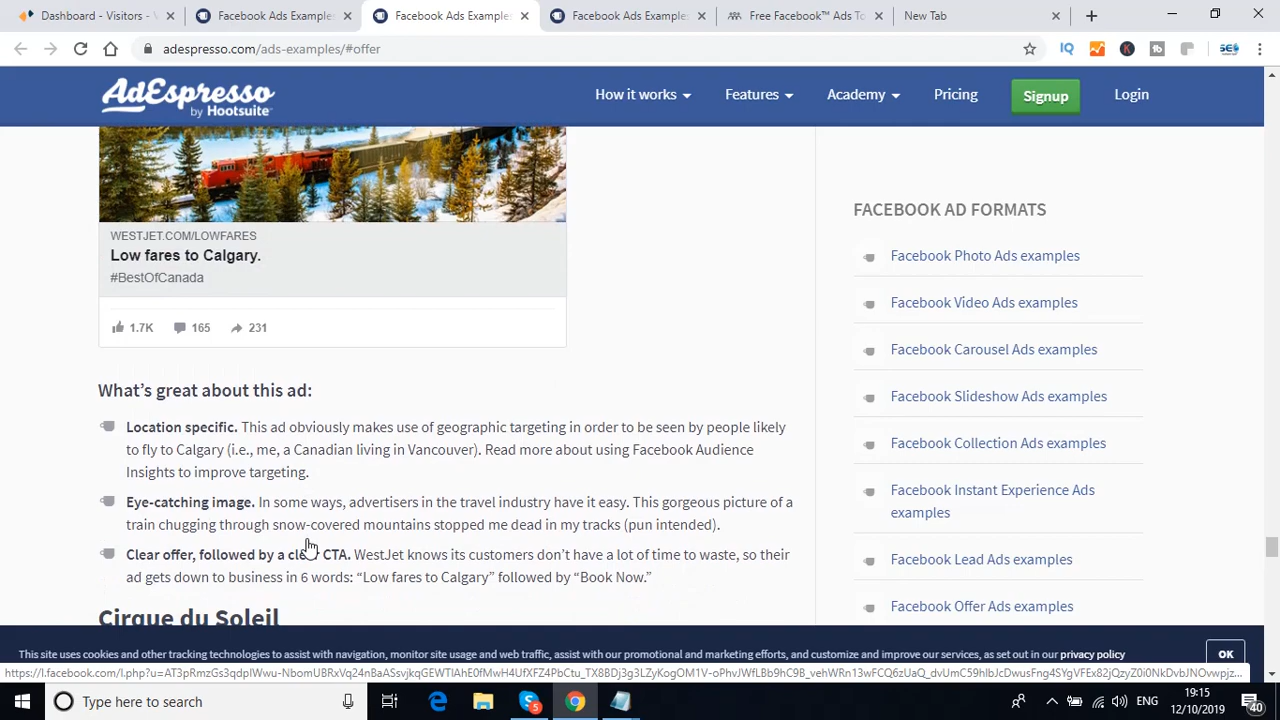 Dashboard - Visitors -
Facebook Ads Examples
Facebook Ads Examples
Facebook Ads Examples
Free Facebook™ Ads To
New Tab
adespresso.com/ads-examples/#offer
IQ
K
tb
SEO
AdEspresso
by Hootsuite
How it works
Features
Academy
Pricing
Signup
Login
WESTJET.COM/LOWFARES
Low fares to Calgary.
#BestOfCanada
1.7K
165
231
What's great about this ad:
Location specific. This ad obviously makes use of geographic targeting in order to be seen by people likely
to fly to Calgary (i.e., me, a Canadian living in Vancouver). Read more about using Facebook Audience
Insights to improve targeting.
Eye-catching image. In some ways, advertisers in the travel industry have it easy. This gorgeous picture of a
train chugging through snow-covered mountains stopped me dead in my tracks (pun intended).
Clear offer, followed by a clear CTA. WestJet knows its customers don't have a lot of time to waste, so their
ad gets down to business in 6 words: “Low fares to Calgary” followed by “Book Now.”
Cirque du Soleil
FACEBOOK AD FORMATS
Facebook Photo Ads examples
Facebook Video Ads examples
Facebook Carousel Ads examples
Facebook Slideshow Ads examples
Facebook Collection Ads examples
Facebook Instant Experience Ads
examples
Facebook Lead Ads examples
Facebook Offer Ads examples
This site uses cookies and other tracking technologies to assist with navigation, monitor site usage and web traffic, assist with our promotional and marketing efforts, and customize and improve our services, as set out in our privacy policy
OK
Type here to search
5
ENG
19:15
12/10/2019
40